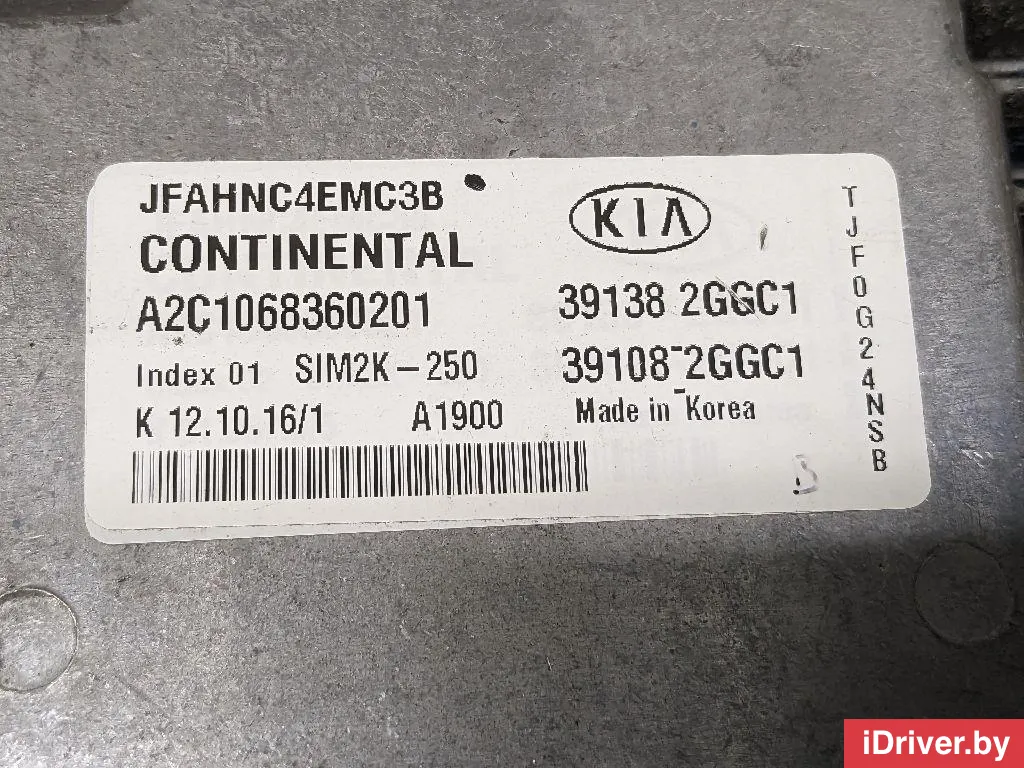 JFAHNC4EMC3B
CONTINENTAL
A2C1068360201
Index 01 SIM2K-250
K 12.10.16/1 A1900
KIA
39138 2GGC1
39108-2GGC1
Made in Korea
TJF0G24NSB
B
iDriver.by